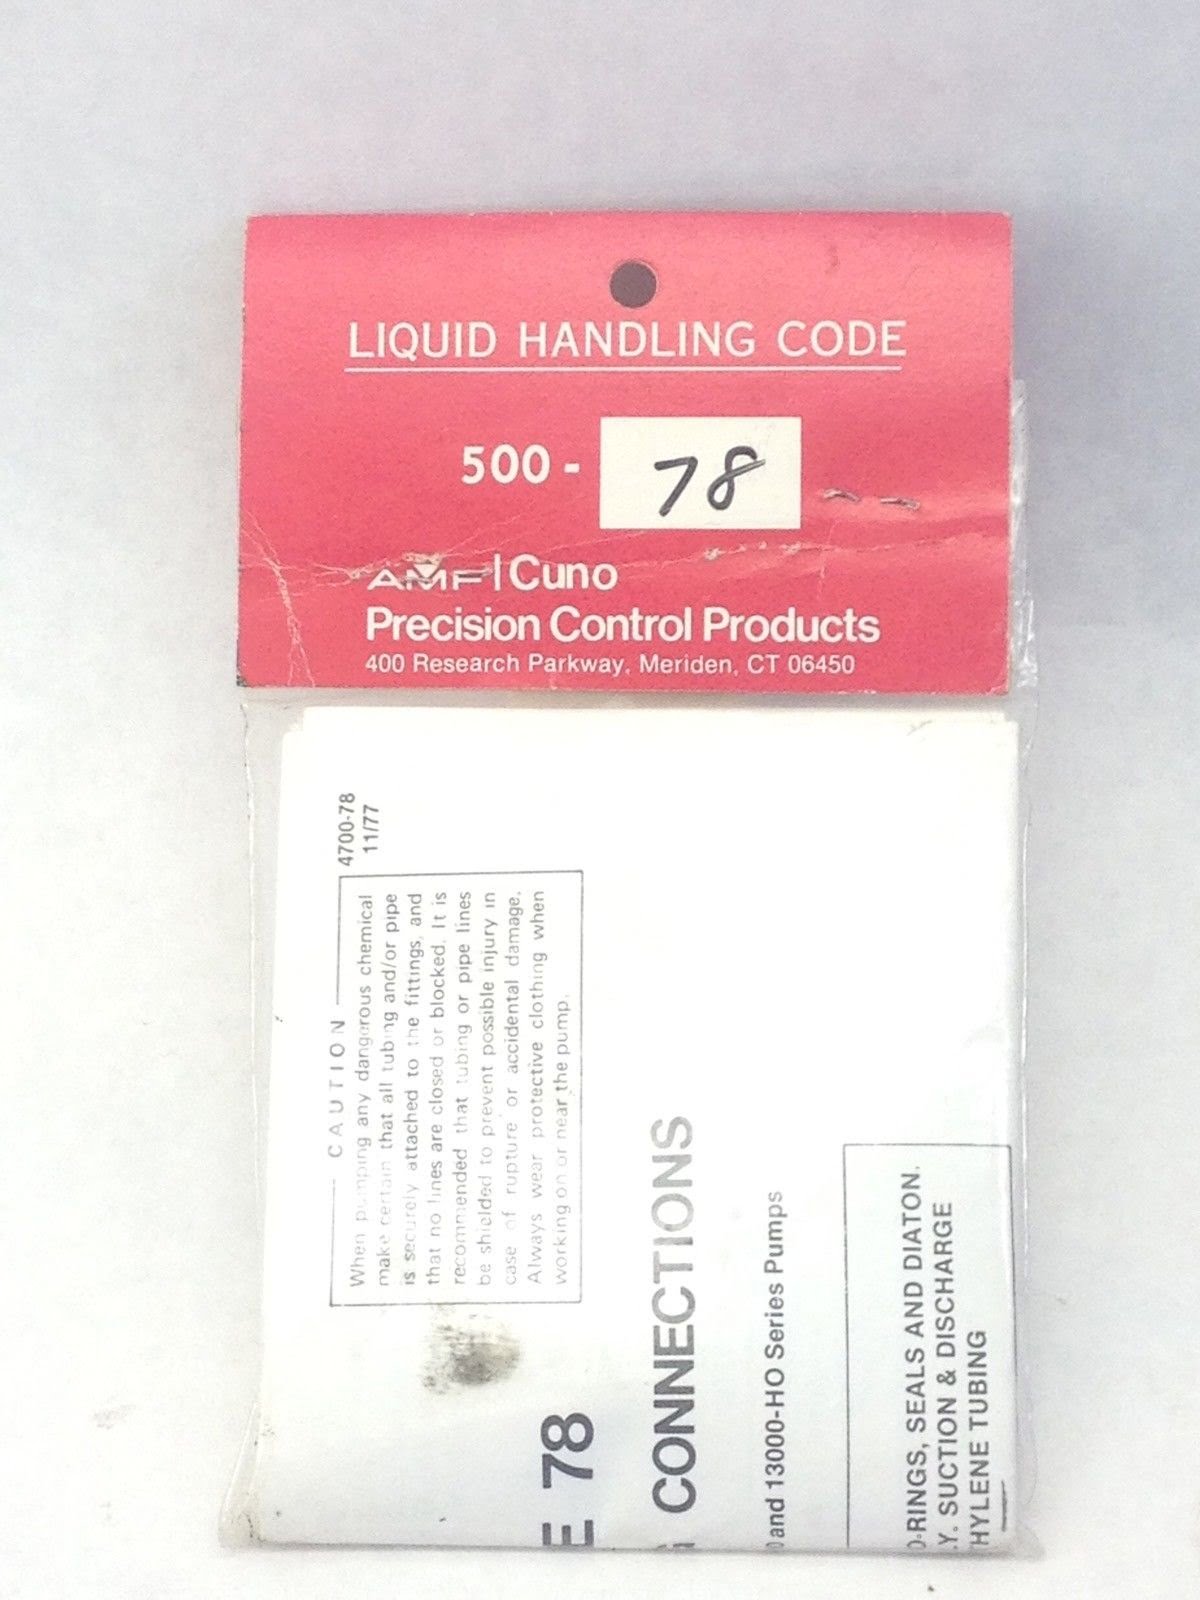 LIQUID HANDLING CODE
500 - 78
AMF | Cuno
Precision Control Products
400 Research Parkway, Meriden, CT 06450
4700-78
11/77
CAUTION
When pumping any dangerous chemical
make certain that all tubing and/or pipe
is securely attached to the fittings, and
that no lines are closed or blocked. It is
recommended that tubing or pipe lines
be shielded to prevent possible injury in
case of rupture or accidental damage.
Always wear protective clothing when
working on or near the pump.
E 78
CONNECTIONS
and 13000-HO Series Pumps
O-RINGS, SEALS AND DIATON.
.Y. SUCTION & DISCHARGE
HYLENE TUBING